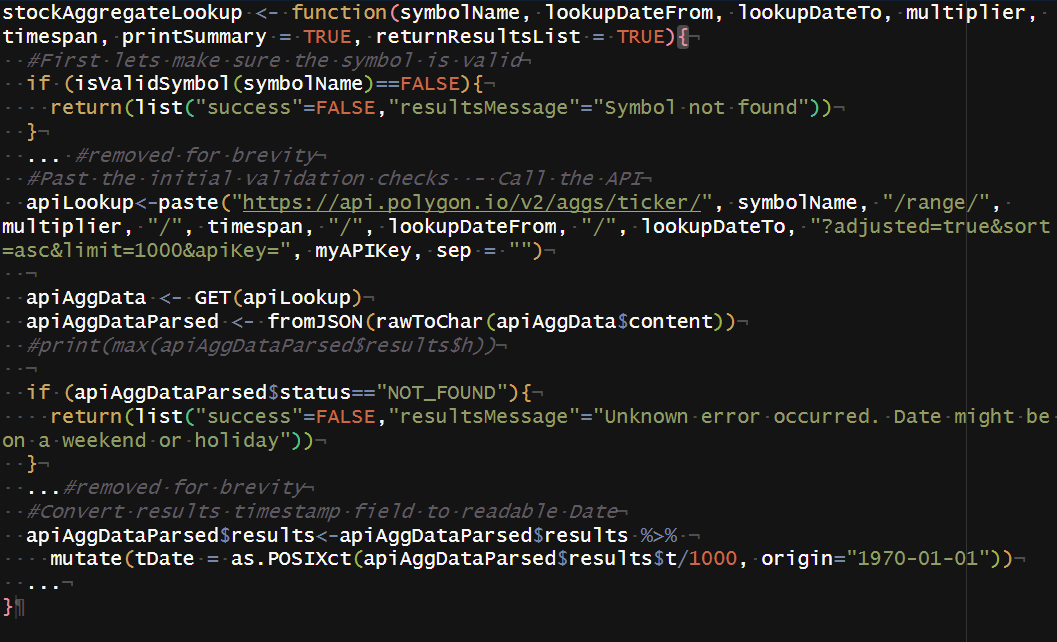 stockAggregateLookup <- function(symbolName, lookupDateFrom, lookupDateTo, multiplier,
timespan, printSummary = TRUE, returnResultsList = TRUE){
  #First lets make sure the symbol is valid
  if (isValidSymbol(symbolName)==FALSE){
    return(list("success"=FALSE,"resultsMessage"="Symbol not found"))
  }
  ... #removed for brevity
  #Past the initial validation checks  - Call the API
  apiLookup<-paste("https://api.polygon.io/v2/aggs/ticker/", symbolName, "/range/",
multiplier, "/", timespan, "/", lookupDateFrom, "/", lookupDateTo, "?adjusted=true&sort
=asc&limit=1000&apiKey=", myAPIKey, sep = "")
  apiAggData <- GET(apiLookup)
  apiAggDataParsed <- fromJSON(rawToChar(apiAggData$content))
  #print(max(apiAggDataParsed$results$h))
  if (apiAggDataParsed$status=="NOT_FOUND"){
    return(list("success"=FALSE,"resultsMessage"="Unknown error occurred. Date might be
on a weekend or holiday"))
  }
  ...#removed for brevity
  #Convert results timestamp field to readable Date
  apiAggDataParsed$results<-apiAggDataParsed$results %>%
    mutate(tDate = as.POSIXct(apiAggDataParsed$results$t/1000, origin="1970-01-01"))
  ...
}